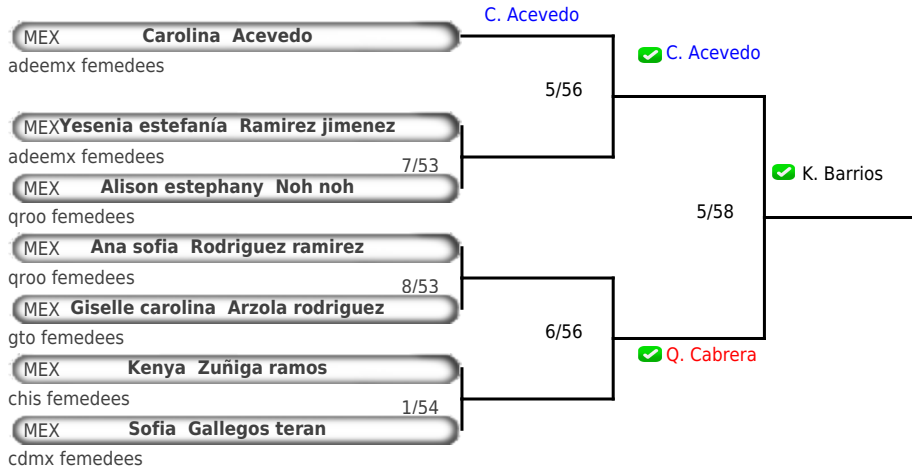 C. Acevedo
MEX Carolina Acevedo
adeemx femedees
C. Acevedo
5/56
MEX Yesenia estefanía Ramirez jimenez
adeemx femedees
7/53
MEX Alison estephany Noh noh
qroo femedees
K. Barrios
5/58
MEX Ana sofia Rodriguez ramirez
qroo femedees
8/53
MEX Giselle carolina Arzola rodriguez
gto femedees
6/56
Q. Cabrera
MEX Kenya Zuñiga ramos
chis femedees
1/54
MEX Sofia Gallegos teran
cdmx femedees